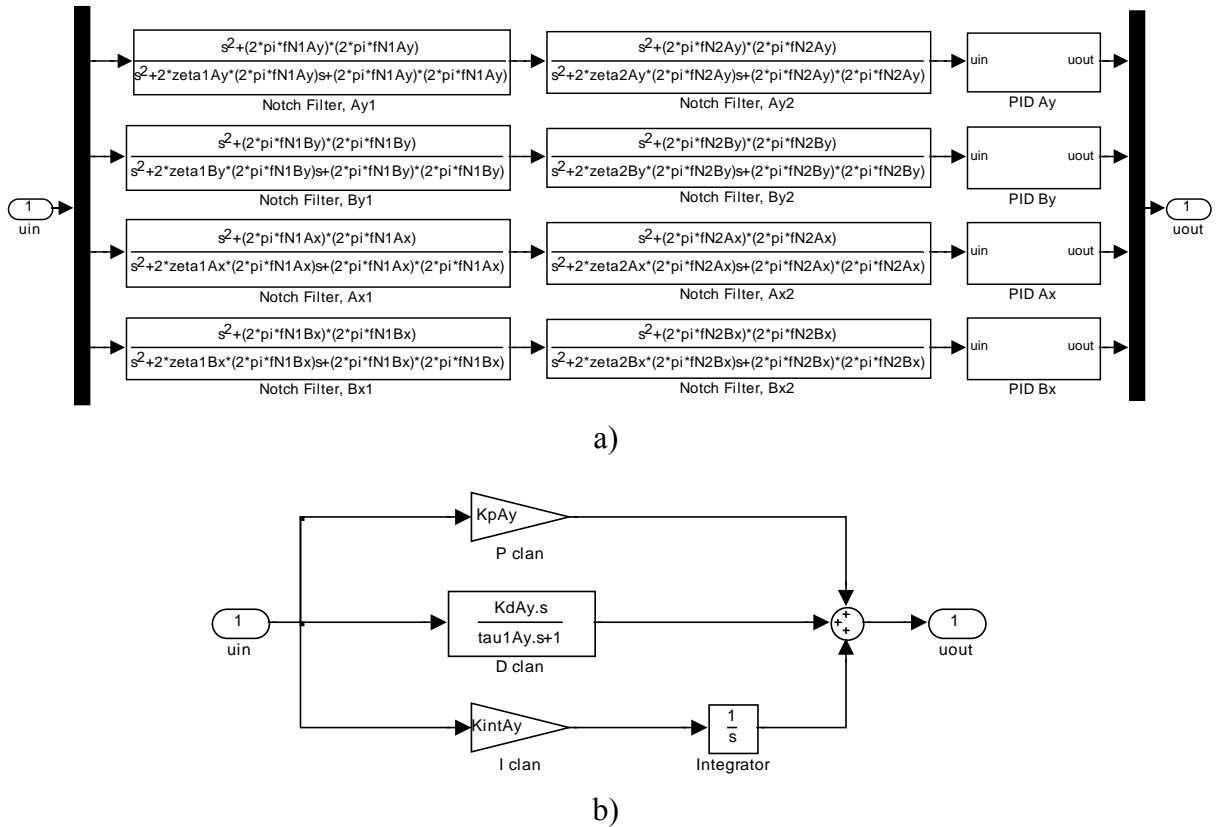 s2+(2*pi*fN1Ay)*(2*pi*fN1Ay)
s2+2*zeta1Ay*(2*pi*fN1Ay)s+(2*pi*fN1Ay)*(2*pi*fN1Ay)
Notch Filter, Ay1
s2+(2*pi*fN2Ay)*(2*pi*fN2Ay)
s2+2*zeta2Ay*(2*pi*fN2Ay)s+(2*pi*fN2Ay)*(2*pi*fN2Ay)
Notch Filter, Ay2
uin uout
PID Ay
s2+(2*pi*fN1By)*(2*pi*fN1By)
s2+2*zeta1By*(2*pi*fN1By)s+(2*pi*fN1By)*(2*pi*fN1By)
Notch Filter, By1
s2+(2*pi*fN2By)*(2*pi*fN2By)
s2+2*zeta2By*(2*pi*fN2By)s+(2*pi*fN2By)*(2*pi*fN2By)
Notch Filter, By2
uin uout
PID By
1
uin
1
uout
s2+(2*pi*fN1Ax)*(2*pi*fN1Ax)
s2+2*zeta1Ax*(2*pi*fN1Ax)s+(2*pi*fN1Ax)*(2*pi*fN1Ax)
Notch Filter, Ax1
s2+(2*pi*fN2Ax)*(2*pi*fN2Ax)
s2+2*zeta2Ax*(2*pi*fN2Ax)s+(2*pi*fN2Ax)*(2*pi*fN2Ax)
Notch Filter, Ax2
uin uout
PID Ax
s2+(2*pi*fN1Bx)*(2*pi*fN1Bx)
s2+2*zeta1Bx*(2*pi*fN1Bx)s+(2*pi*fN1Bx)*(2*pi*fN1Bx)
Notch Filter, Bx1
s2+(2*pi*fN2Bx)*(2*pi*fN2Bx)
s2+2*zeta2Bx*(2*pi*fN2Bx)s+(2*pi*fN2Bx)*(2*pi*fN2Bx)
Notch Filter, Bx2
uin uout
PID Bx
a)
KpAy
P clan
1
uin
KdAy.s
tau1Ay.s+1
D clan
+
+
+
1
uout
KintAy
I clan
1
s
Integrator
b)